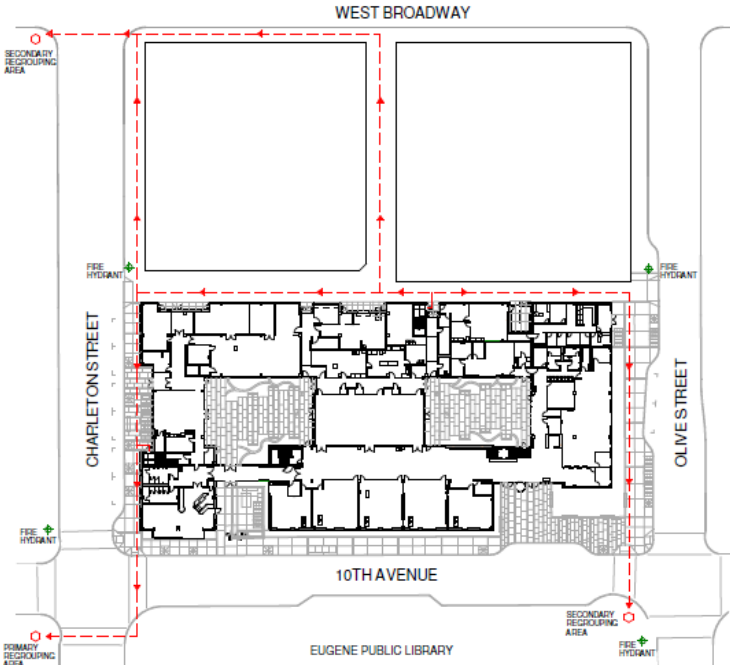 WEST BROADWAY
SECONDARY
REGROUPING
AREA
FIRE
HYDRANT
FIRE
HYDRANT
CHARLETON STREET
OLIVE STREET
FIRE
HYDRANT
10TH AVENUE
SECONDARY
REGROUPING
AREA
FIRE
HYDRANT
PRIMARY
REGROUPING
AREA
EUGENE PUBLIC LIBRARY